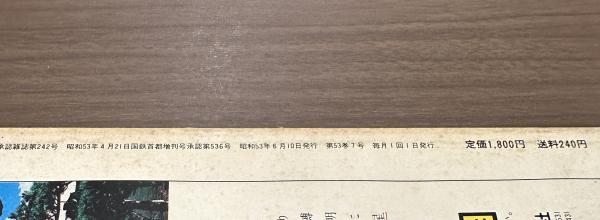 承認雑誌第242号 昭和53年4月21日国鉄首都増刊号承認第536号 昭和53年6月10日発行 第53巻7号 毎月1回1日発行 定価1,800円 送料240円